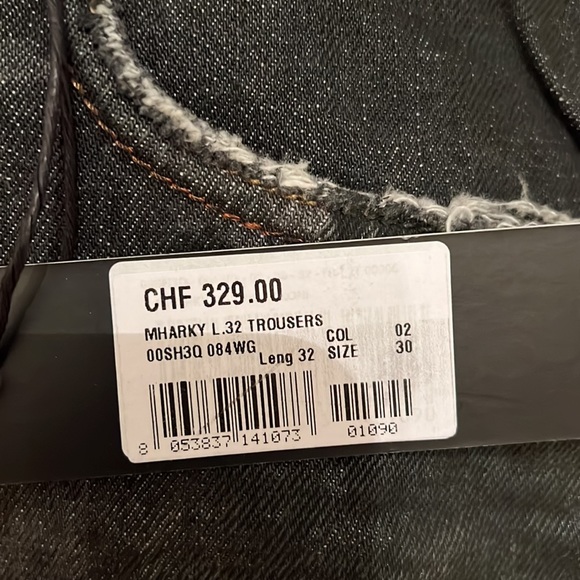 CHF 329.00
MHARKY L.32 TROUSERS
00SH3Q 084WG Leng 32
COL 02
SIZE 30
8 053837 141073
01090